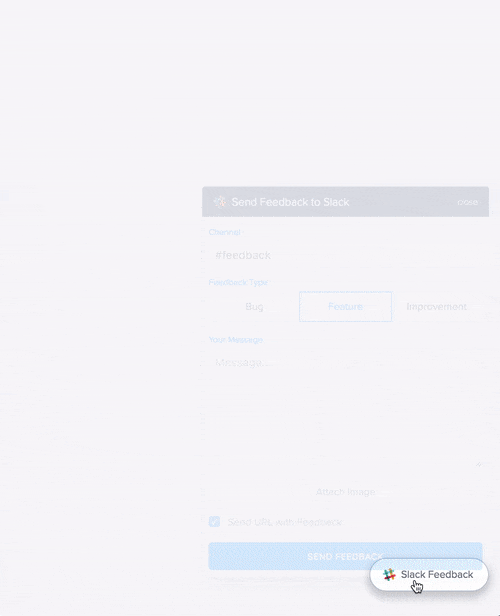 Send Feedback to Slack
Channel
#feedback
Feedback Type
Bug
Feature
Improvement
Your Message
Message...
Attach Image
Send URL with Feedback
SEND FEEDBACK
Slack Feedback